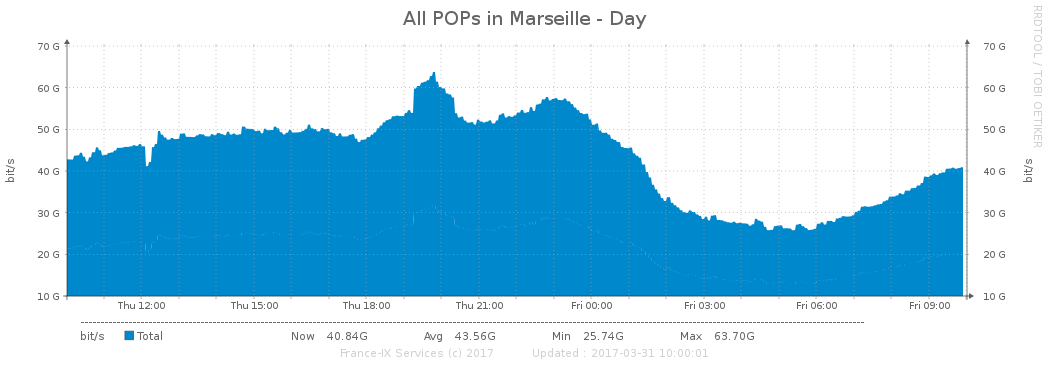 All POPs in Marseille - Day
RRDTOOL / TOBI OETIKER
bit/s
70 G 70 G
60 G 60 G
50 G 50 G
40 G 40 G
30 G 30 G
20 G 20 G
10 G 10 G
bit/s
Thu 12:00 Thu 15:00 Thu 18:00 Thu 21:00 Fri 00:00 Fri 03:00 Fri 06:00 Fri 09:00
bit/s Total Now 40.84G Avg 43.56G Min 25.74G Max 63.70G
France-IX Services (c) 2017 Updated : 2017-03-31 10:00:01